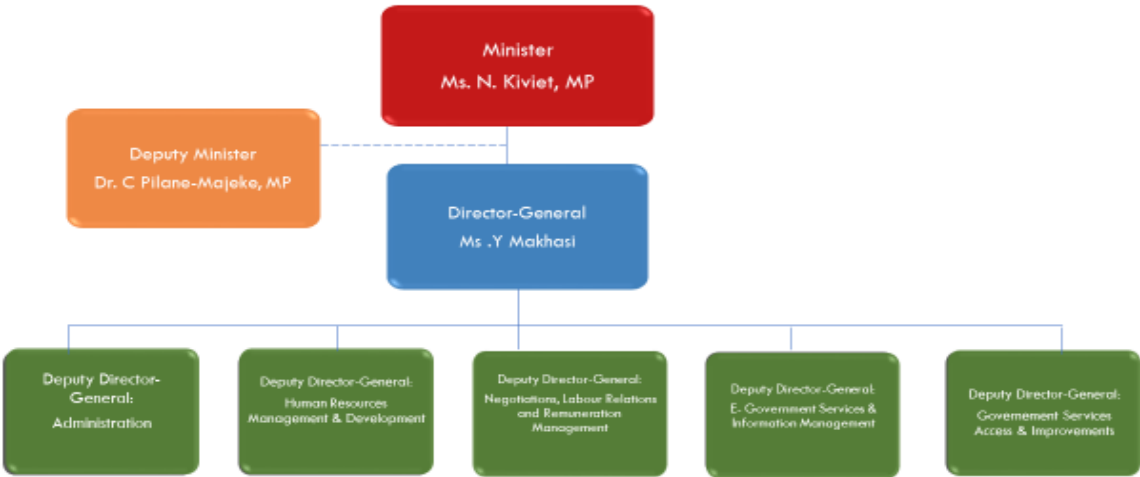 Minister
Ms. N. Kiviet, MP
Deputy Minister
Dr. C Pilane-Majeke, MP
Director-General
Ms .Y Makhasi
Deputy Director-
General:
Administration
Deputy Director-General:
Human Resources
Management & Development
Deputy Director-General:
Negotiations, Labour Relations
and Remuneration
Management
Deputy Director-General:
E- Government Services &
Information Management
Deputy Director-General:
Governement Services
Access & Improvements